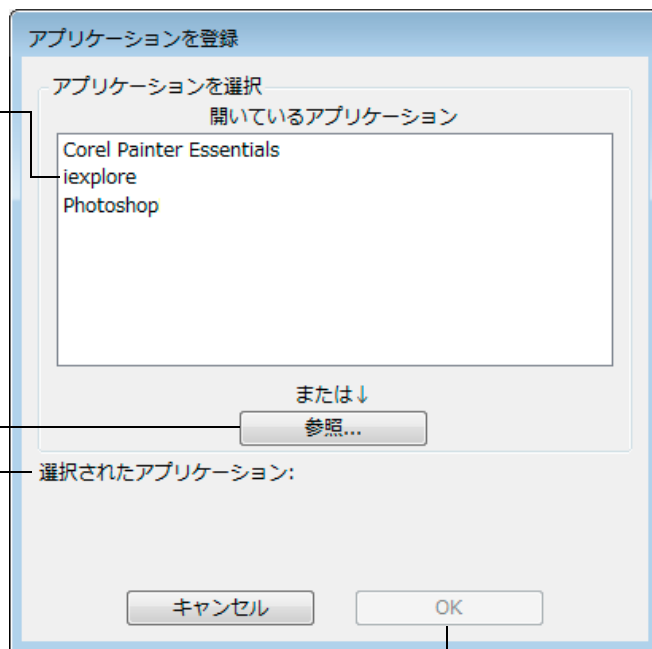 アプリケーションを登録
アプリケーションを選択
開いているアプリケーション
Corel Painter Essentials
iexplore
Photoshop
または↓
参照...
選択されたアプリケーション:
キャンセル
OK